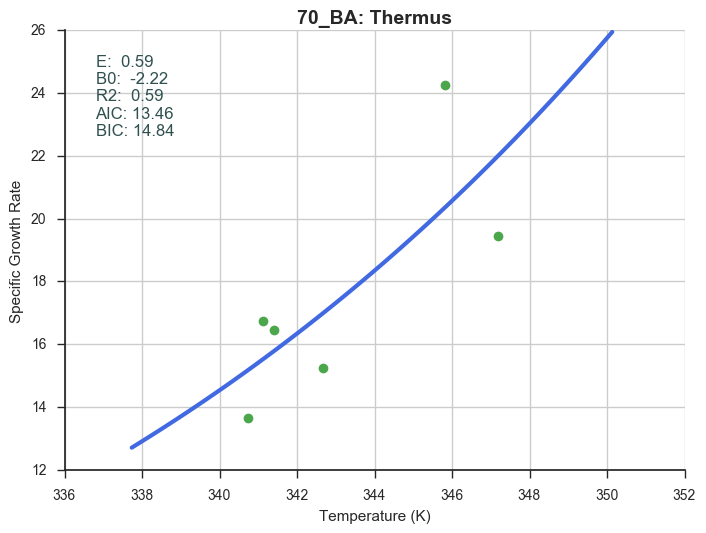 70_BA: Thermus
26
24
22
20
18
16
14
12
Specific Growth Rate
E:  0.59
B0:  -2.22
R2:  0.59
AIC: 13.46
BIC: 14.84
336 338 340 342 344 346 348 350 352
Temperature (K)